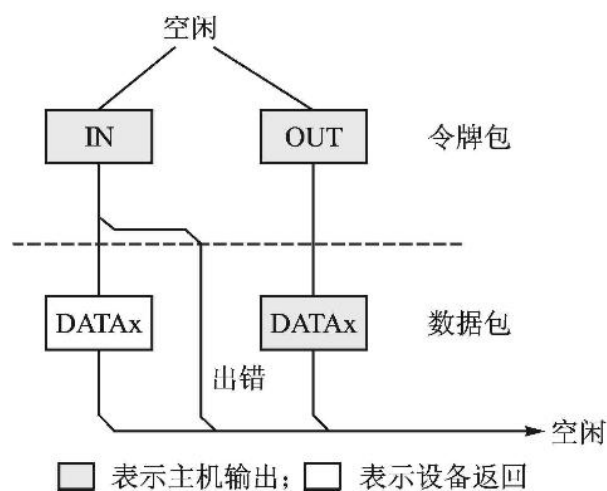 空闲
IN OUT 令牌包
DATAx DATAx 数据包
出错
空闲
表示主机输出； 表示设备返回